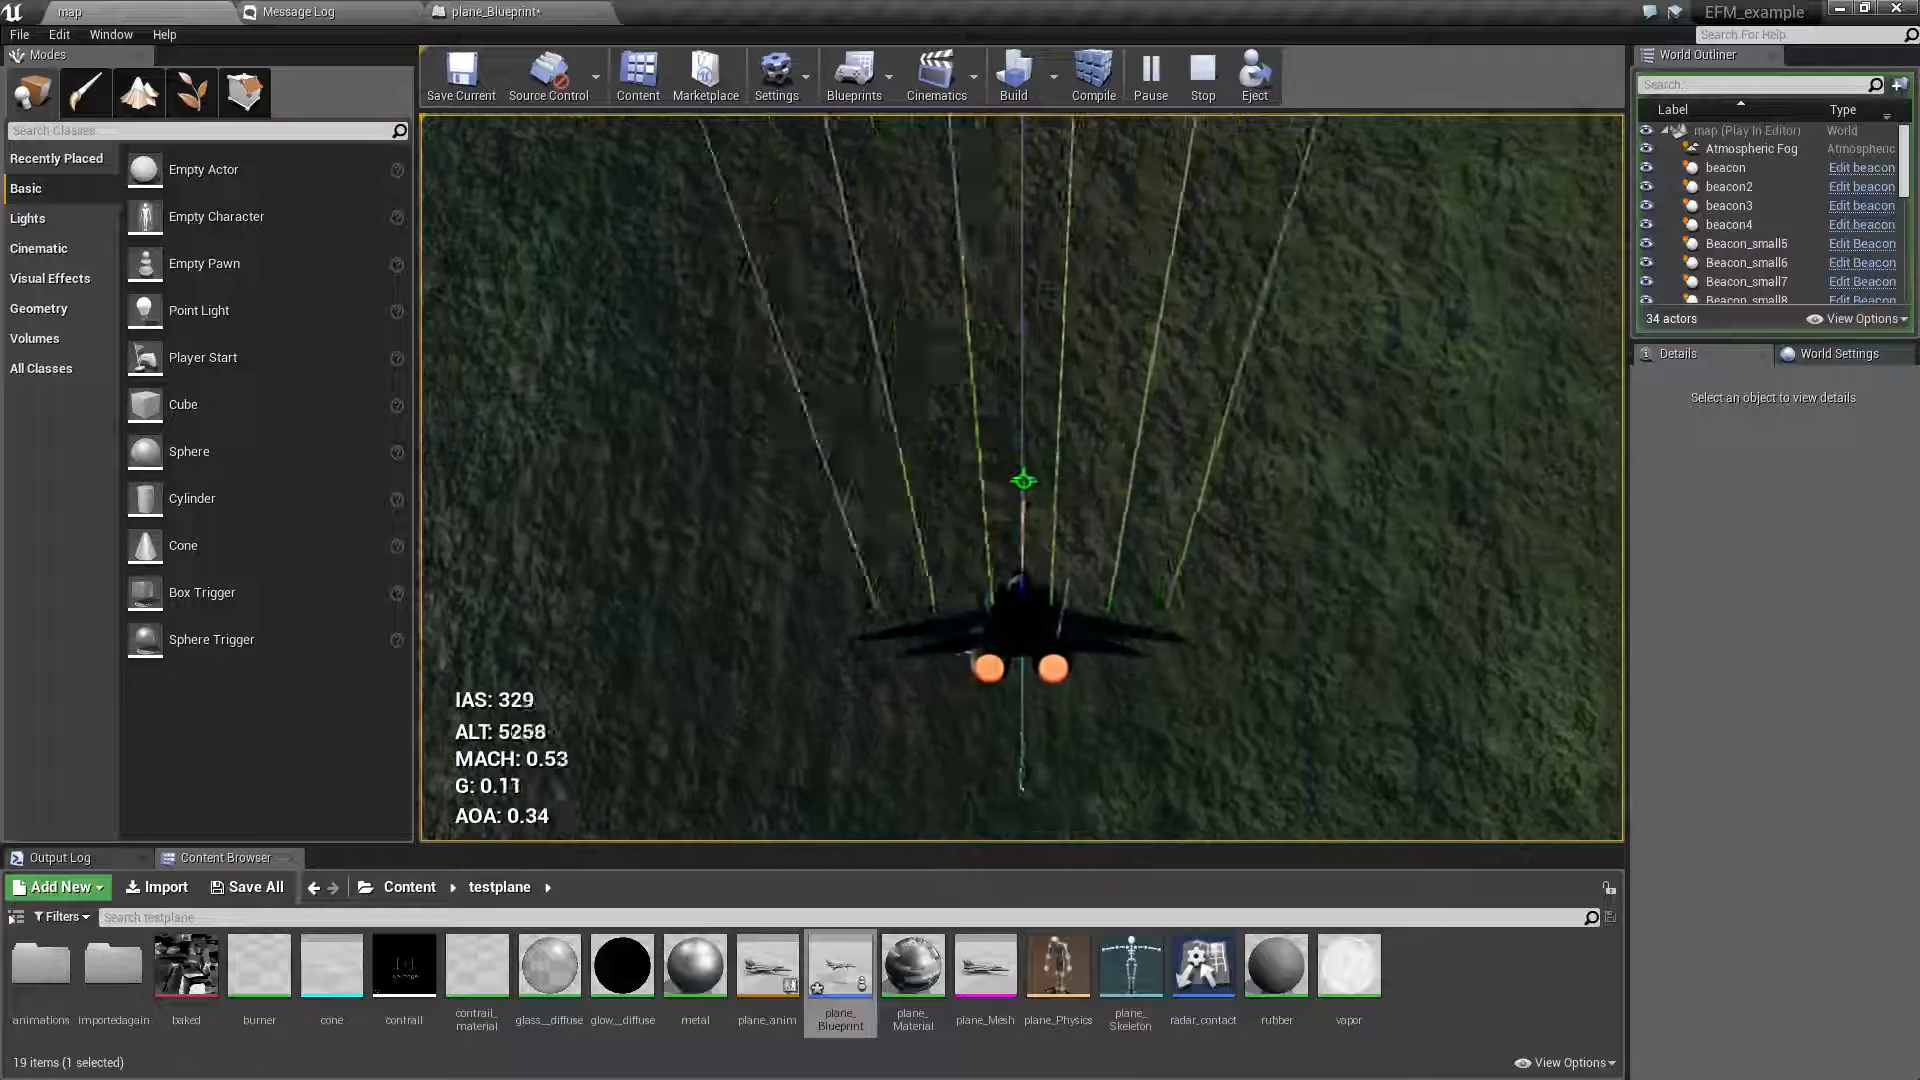 map
Message Log
plane_Blueprint*
EFM_example
File
Edit
Window
Help
Search For Help
Modes
Save Current
Source Control
Content
Marketplace
Settings
Blueprints
Cinematics
Build
Compile
Pause
Stop
Eject
Search Classes
Recently Placed
Basic
Lights
Cinematic
Visual Effects
Geometry
Volumes
All Classes
Empty Actor
Empty Character
Empty Pawn
Point Light
Player Start
Cube
Sphere
Cylinder
Cone
Box Trigger
Sphere Trigger
IAS: 329
ALT: 5258
MACH: 0.53
G: 0.11
AOA: 0.34
World Outliner
Search...
Label
Type
map (Play In Editor) World
Atmospheric Fog Atmospheric
beacon Edit beacon
beacon2 Edit beacon
beacon3 Edit beacon
beacon4 Edit beacon
Beacon_small5 Edit Beacon
Beacon_small6 Edit Beacon
Beacon_small7 Edit Beacon
Beacon_small8 Edit Beacon
34 actors
View Options
Details
World Settings
Select an object to view details
Output Log
Content Browser
Add New
Import
Save All
Content
testplane
Filters
Search testplane
animations
importedagain
baked
burner
cone
contrail
contrail_
material
glass__diffuse
glow__diffuse
metal
plane_anim
plane_
Blueprint
plane_
Material
plane_Mesh
plane_Physics
plane_
Skeleton
radar_contact
rubber
vapor
19 items (1 selected)
View Options